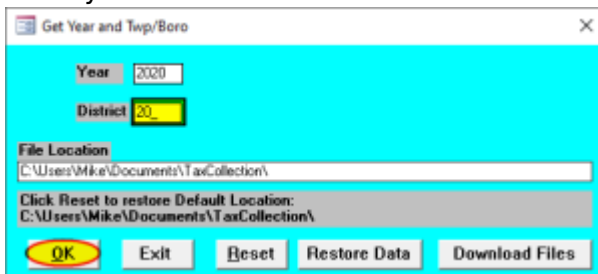 Get Year and Twp/Boro
Year 2020
District 20_
File Location
C:\Users\Mike\Documents\TaxCollection\
Click Reset to restore Default Location:
C:\Users\Mike\Documents\TaxCollection\
OK Exit Reset Restore Data Download Files